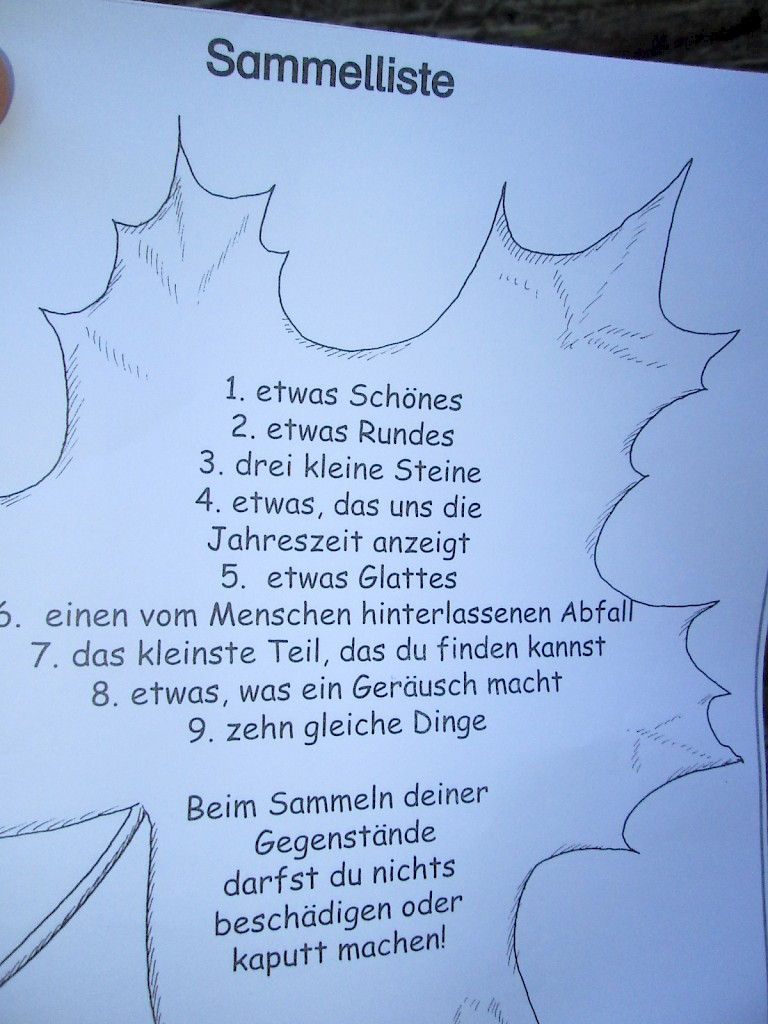 Sammelliste
1. etwas Schönes
2. etwas Rundes
3. drei kleine Steine
4. etwas, das uns die
Jahreszeit anzeigt
5. etwas Glattes
6. einen vom Menschen hinterlassenen Abfall
7. das kleinste Teil, das du finden kannst
8. etwas, was ein Geräusch macht
9. zehn gleiche Dinge
Beim Sammeln deiner
Gegenstände
darfst du nichts
beschädigen oder
kaputt machen!